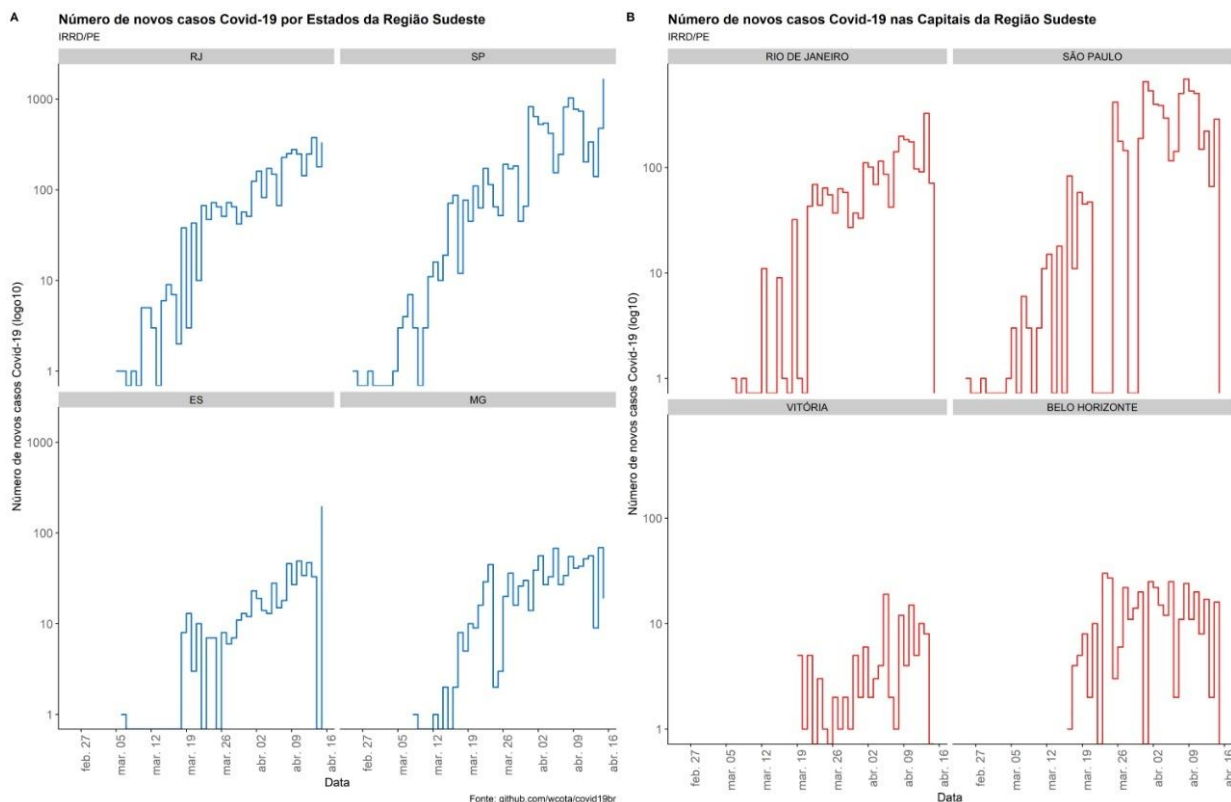 A
Número de novos casos Covid-19 por Estados da Região Sudeste
IRRD/PE
RJ
SP
1000
100
10
1
ES
MG
1000
100
10
1
Número de novos casos Covid-19 (logo10)
feb. 27
mar. 05
mar. 12
mar. 19
mar. 26
abr. 02
abr. 09
abr. 16
feb. 27
mar. 05
mar. 12
mar. 19
mar. 26
abr. 02
abr. 09
abr. 16
Data
Fonte: github.com/wcota/covid19br
B
Número de novos casos Covid-19 nas Capitais da Região Sudeste
IRRD/PE
RIO DE JANEIRO
SÃO PAULO
100
10
1
VITÓRIA
BELO HORIZONTE
100
10
1
Número de novos casos Covid-19 (log10)
feb. 27
mar. 05
mar. 12
mar. 19
mar. 26
abr. 02
abr. 09
abr. 16
feb. 27
mar. 05
mar. 12
mar. 19
mar. 26
abr. 02
abr. 09
abr. 16
Data